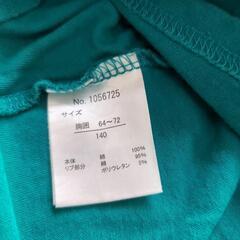 No. 1056725
サイズ
胸囲 64〜72
140
本体 綿 100%
リブ部分 綿 95%
ポリウレタン 5%